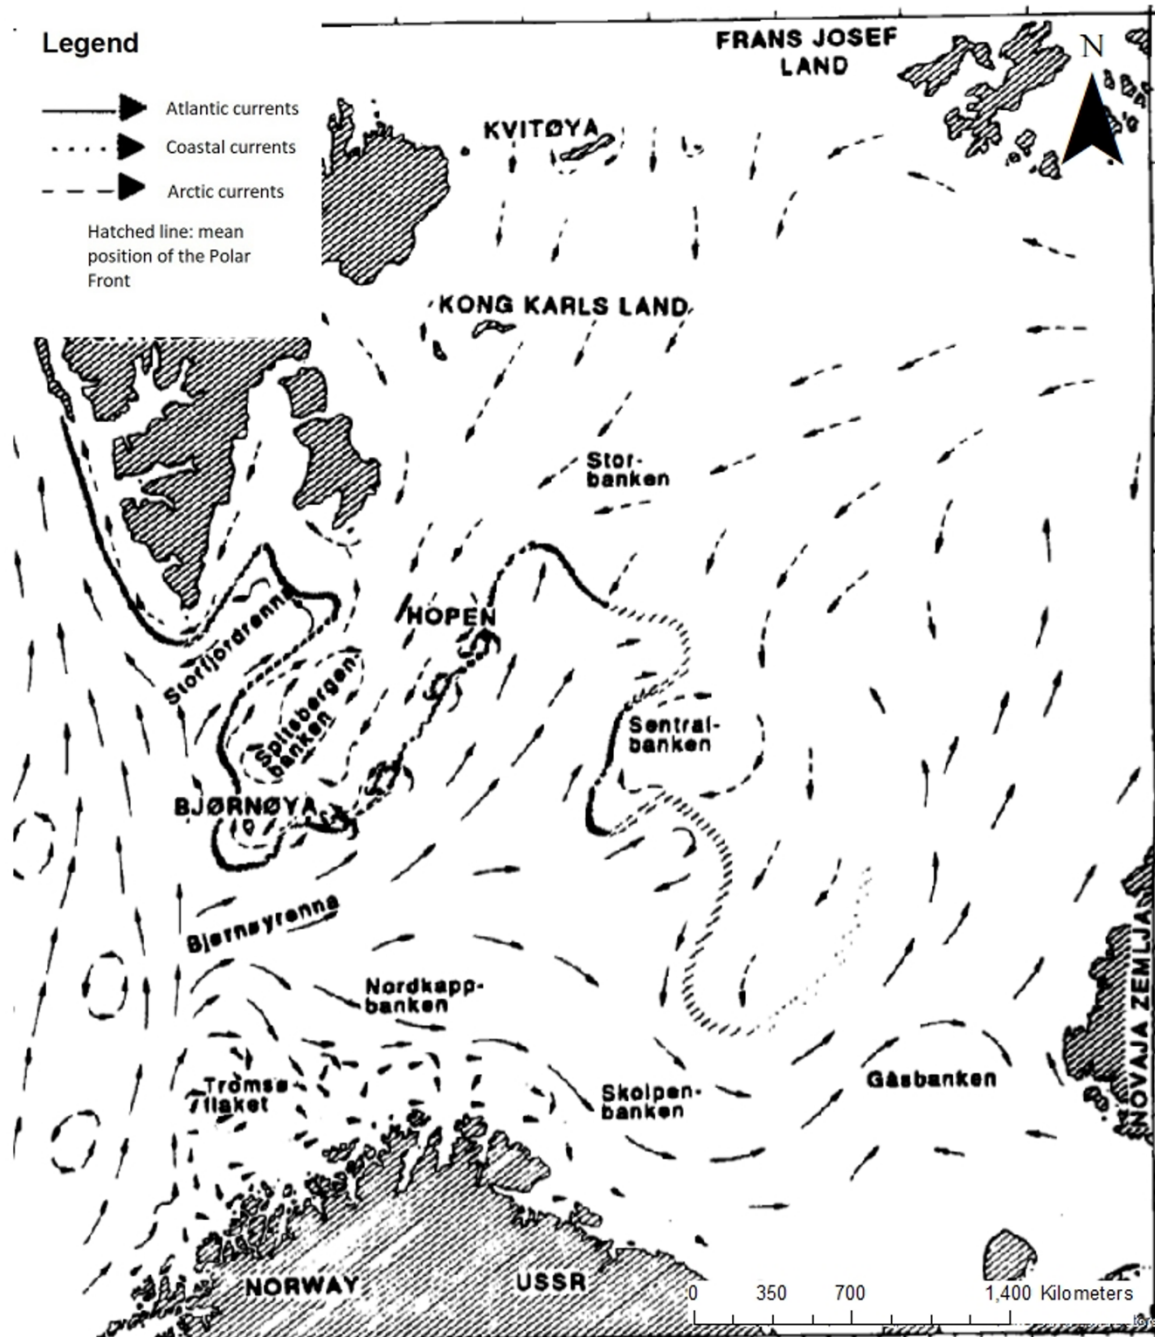 Legend
Atlantic currents
Coastal currents
Arctic currents
Hatched line: mean
position of the Polar
Front
FRANS JOSEF
LAND
N
KVITØYA
KONG KARLS LAND
Stor-
banken
HOPEN
Storfjordrenna
Spitsbergen-
banken
Sentral-
banken
BJØRNØYA
Bjørnøyrenna
Nordkapp-
banken
Tromsø-
flaket
Skolpen-
banken
Gåsbanken
NOVAJA ZEMLJA
NORWAY
USSR
0 350 700 1,400 Kilometers